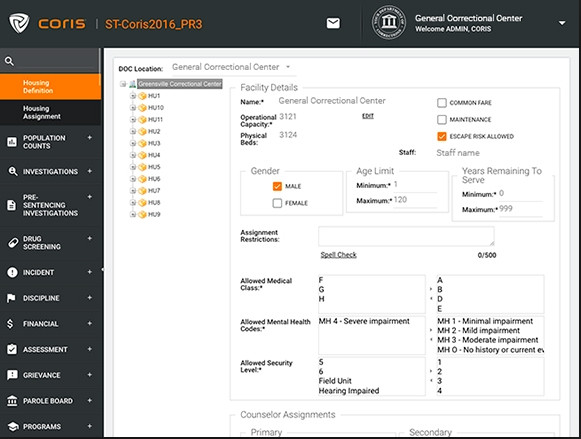 CORIS | ST-Coris2016_PR3
General Correctional Center
Welcome ADMIN, CORIS
Housing
Definition
Housing
Assignment
POPULATION
COUNTS +
INVESTIGATIONS +
PRE-
SENTENCING +
INVESTIGATIONS
DRUG
SCREENING +
INCIDENT +
DISCIPLINE +
FINANCIAL +
ASSESSMENT +
GRIEVANCE +
PAROLE BOARD +
PROGRAMS +
DOC Location: General Correctional Center
Greensville Correctional Center
HU1
HU10
HU11
HU2
HU3
HU4
HU5
HU6
HU7
HU8
HU9
Facility Details
Name:* General Correctional Center
Operational
Capacity:* 3121 EDIT
Physical
Beds: 3124
COMMON FARE
MAINTENANCE
ESCAPE RISK ALLOWED
Staff: Staff name
Gender
MALE
FEMALE
Age Limit
Minimum:* 1
Maximum:* 120
Years Remaining To
Serve
Minimum:* 0
Maximum:* 999
Assignment
Restrictions:
Spell Check 0/500
Allowed Medical
Class:*
F
G
H
A
B
D
E
Allowed Mental Health
Codes:*
MH 4 - Severe impairment
MH 1 - Minimal impairment
MH 2 - Mild impairment
MH 3 - Moderate impairment
MH 0 - No history or current ev
Allowed Security
Level:*
5
6
Field Unit
Hearing Impaired
1
2
3
4
Counselor Assignments
Primary
Secondary